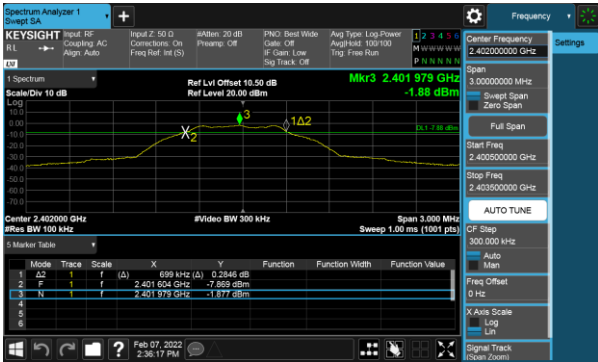 Spectrum Analyzer 1
Swept SA
+
Frequency
KEYSIGHT
RL
Input: RF
Coupling: AC
Align: Auto
Input Z: 50 Ω
Corrections: On
Freq Ref: Int (S)
#Atten: 20 dB
Preamp: Off
PNO: Best Wide
Gate: Off
IF Gain: Low
Sig Track: Off
Avg Type: Log-Power
Avg|Hold: 100/100
Trig: Free Run
1 2 3 4 5 6
M W W W W W
P N N N N N
1 Spectrum
Scale/Div 10 dB
Ref Lvl Offset 10.50 dB
Ref Level 20.00 dBm
Mkr3 2.401 979 GHz
-1.88 dBm
Log
10.0
0.00
-10.0
-20.0
-30.0
-40.0
-50.0
-60.0
-70.0
3
1Δ2
2
DL1 -7.88 dBm
Center 2.402000 GHz
#Res BW 100 kHz
#Video BW 300 kHz
Span 3.000 MHz
Sweep 1.00 ms (1001 pts)
5 Marker Table
Mode Trace Scale X Y Function Function Width Function Value
1 Δ2 1 f (Δ) 699 kHz (Δ) 0.2846 dB
2 F 1 f 2.401 604 GHz -7.869 dBm
3 N 1 f 2.401 979 GHz -1.877 dBm
4
5
6
Feb 07, 2022
2:36:17 PM
Center Frequency
2.402000000 GHz
Settings
Span
3.00000000 MHz
Swept Span
Zero Span
Full Span
Start Freq
2.400500000 GHz
Stop Freq
2.403500000 GHz
AUTO TUNE
CF Step
300.000 kHz
Auto
Man
Freq Offset
0 Hz
X Axis Scale
Log
Lin
Signal Track
(Span Zoom)